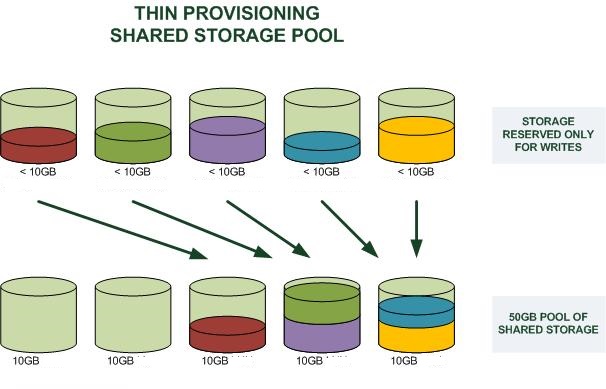 THIN PROVISIONING
SHARED STORAGE POOL
STORAGE
RESERVED ONLY
FOR WRITES
< 10GB
< 10GB
< 10GB
< 10GB
< 10GB
50GB POOL OF
SHARED STORAGE
10GB
10GB
10GB
10GB
10GB